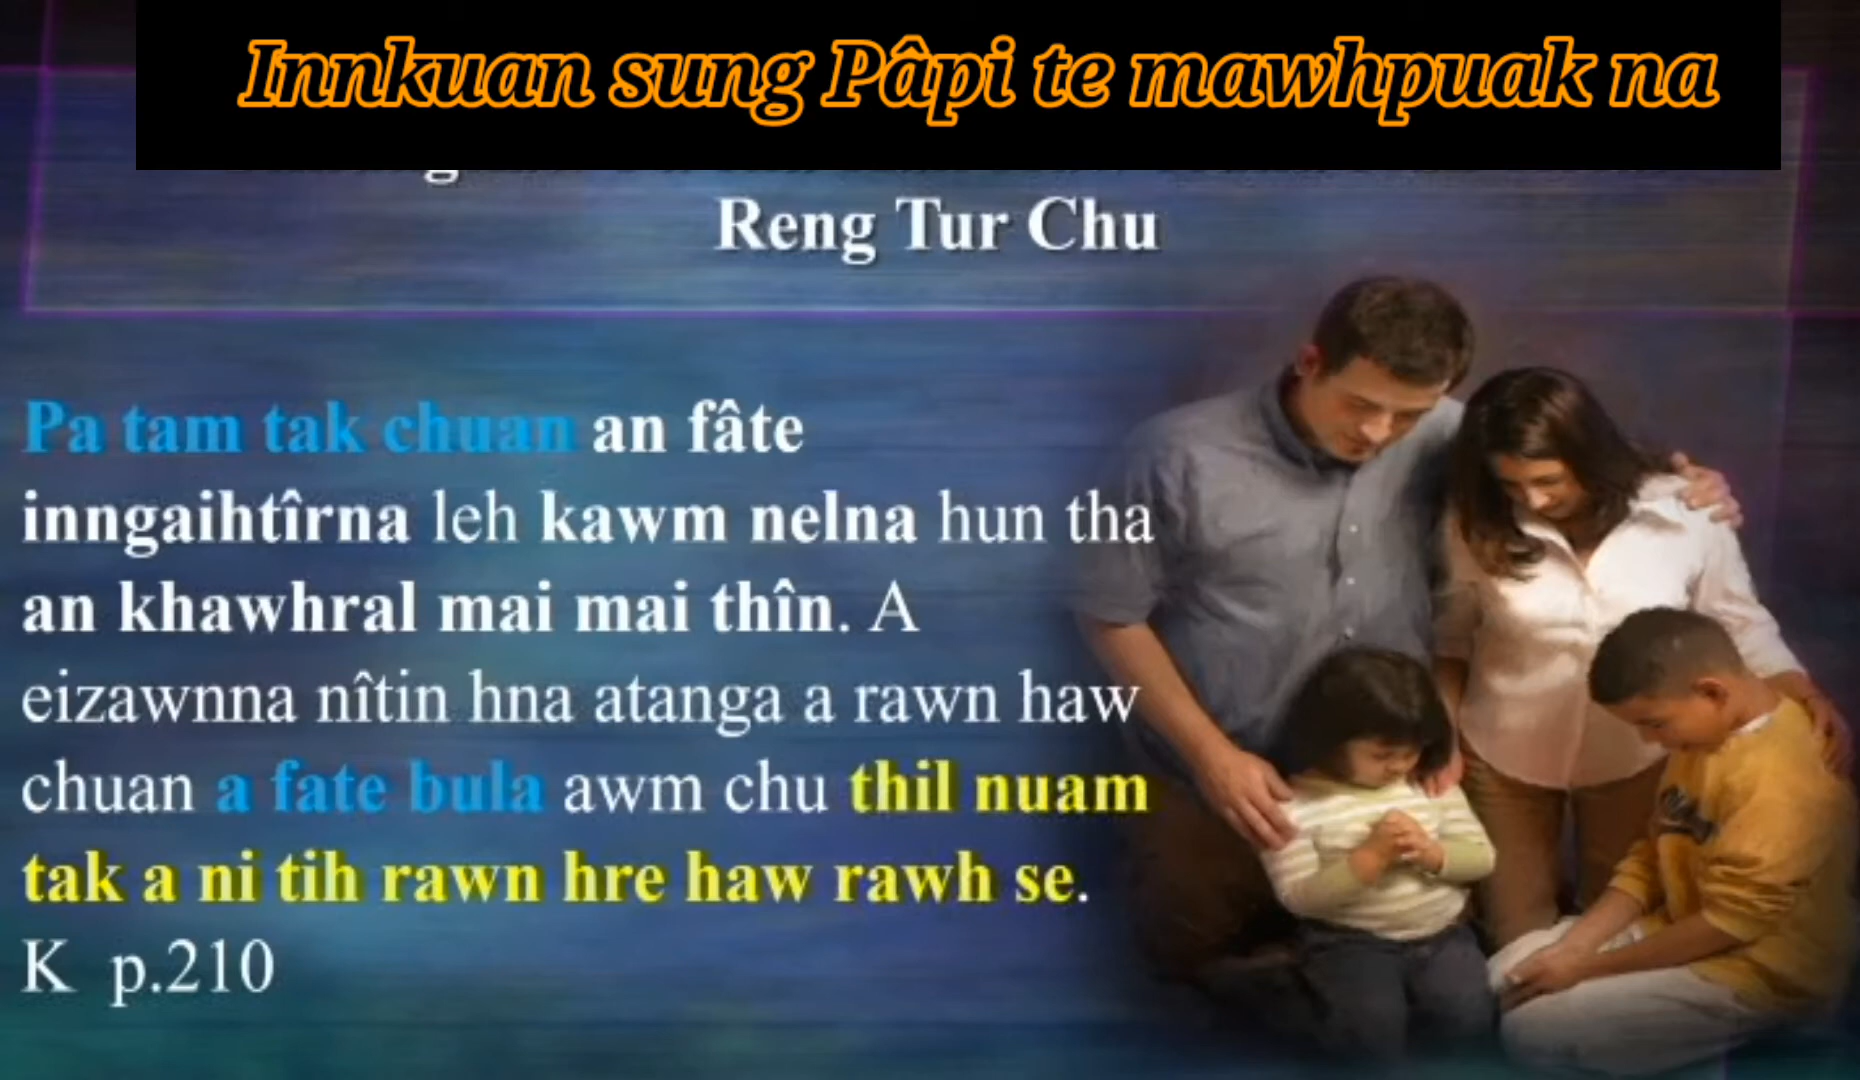 Innkuan sung Pâpi te mawhpuak na
Reng Tur Chu
Pa tam tak chuan an fâte
inngaihtîrna leh kawm nelna hun tha
an khawhral mai mai thîn. A
eizawnna nîtin hna atanga a rawn haw
chuan a fate bula awm chu thil nuam
tak a ni tih rawn hre haw rawh se.
K p.210